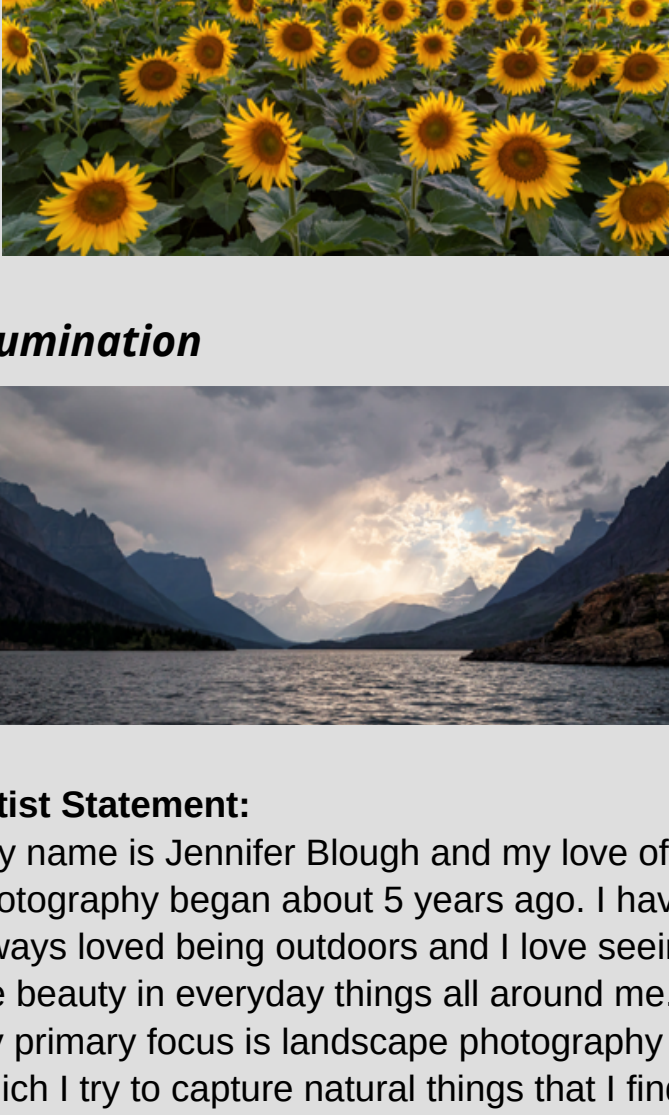 umination
tist Statement:
y name is Jennifer Blough and my love of
otography began about 5 years ago. I hav
ways loved being outdoors and I love seein
e beauty in everyday things all around me.
y primary focus is landscape photography
ich I try to capture natural things that I find